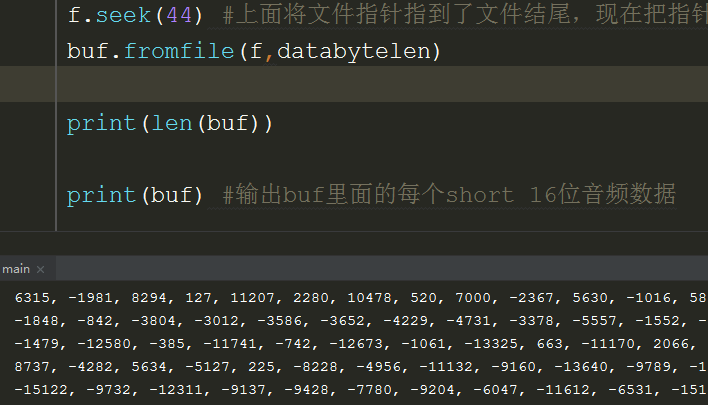 f.seek(44) #上面将文件指针指到了文件结尾，现在把指针
buf.fromfile(f,databytelen)
print(len(buf))
print(buf) #输出buf里面的每个short 16位音频数据
main ×
6315, -1981, 8294, 127, 11207, 2280, 10478, 520, 7000, -2367, 5630, -1016, 58
-1848, -842, -3804, -3012, -3586, -3652, -4229, -4731, -3378, -5557, -1552, -
-1479, -12580, -385, -11741, -742, -12673, -1061, -13325, 663, -11170, 2066,
8737, -4282, 5634, -5127, 225, -8228, -4956, -11132, -9160, -13640, -9789, -1
-15122, -9732, -12311, -9137, -9428, -7780, -9204, -6047, -11612, -6531, -151